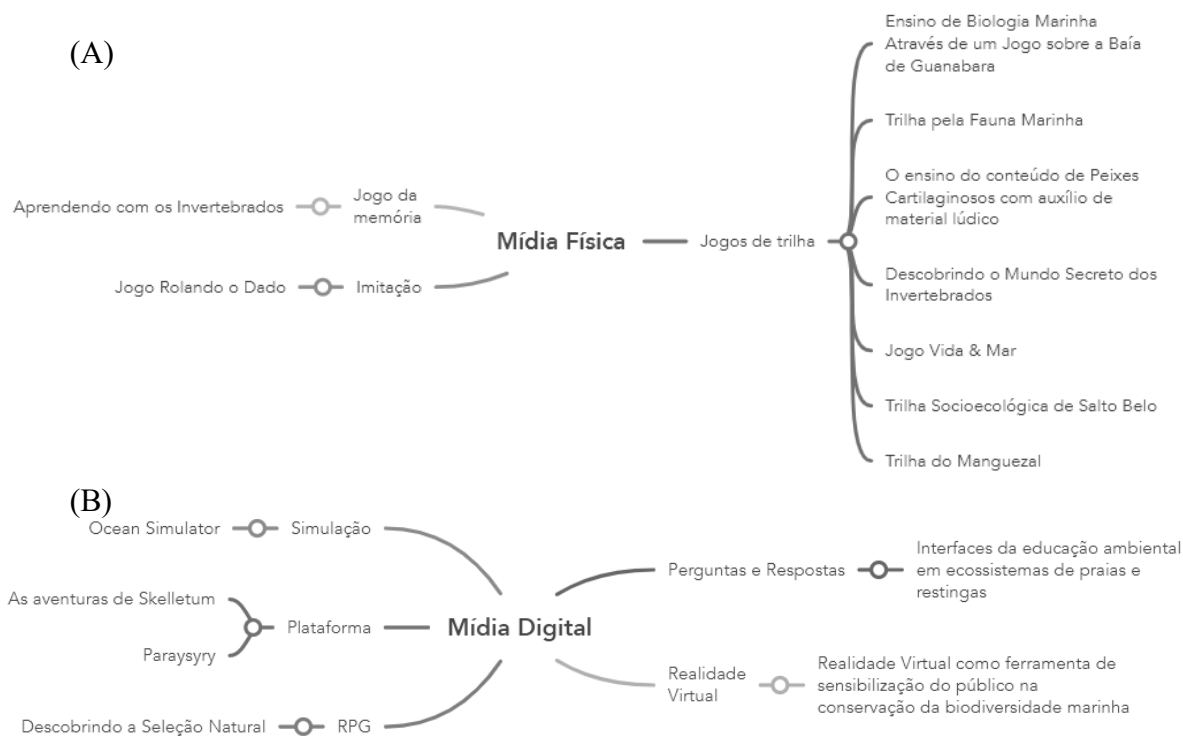 (A)
Ensino de Biologia Marinha
Através de um Jogo sobre a Baía
de Guanabara
Trilha pela Fauna Marinha
O ensino do conteúdo de Peixes
Cartilaginosos com auxílio de
material lúdico
Aprendendo com os Invertebrados
Jogo da
memória
Mídia Física
Jogos de trilha
Jogo Rolando o Dado
Imitação
Descobrindo o Mundo Secreto dos
Invertebrados
Jogo Vida & Mar
Trilha Socioecológica de Salto Belo
Trilha do Manguezal
(B)
Ocean Simulator
Simulação
As aventuras de Skelletum
Paraysyry
Plataforma
Mídia Digital
Descobrindo a Seleção Natural
RPG
Perguntas e Respostas
Interfaces da educação ambiental
em ecossistemas de praias e
restingas
Realidade
Virtual
Realidade Virtual como ferramenta de
sensibilização do público na
conservação da biodiversidade marinha